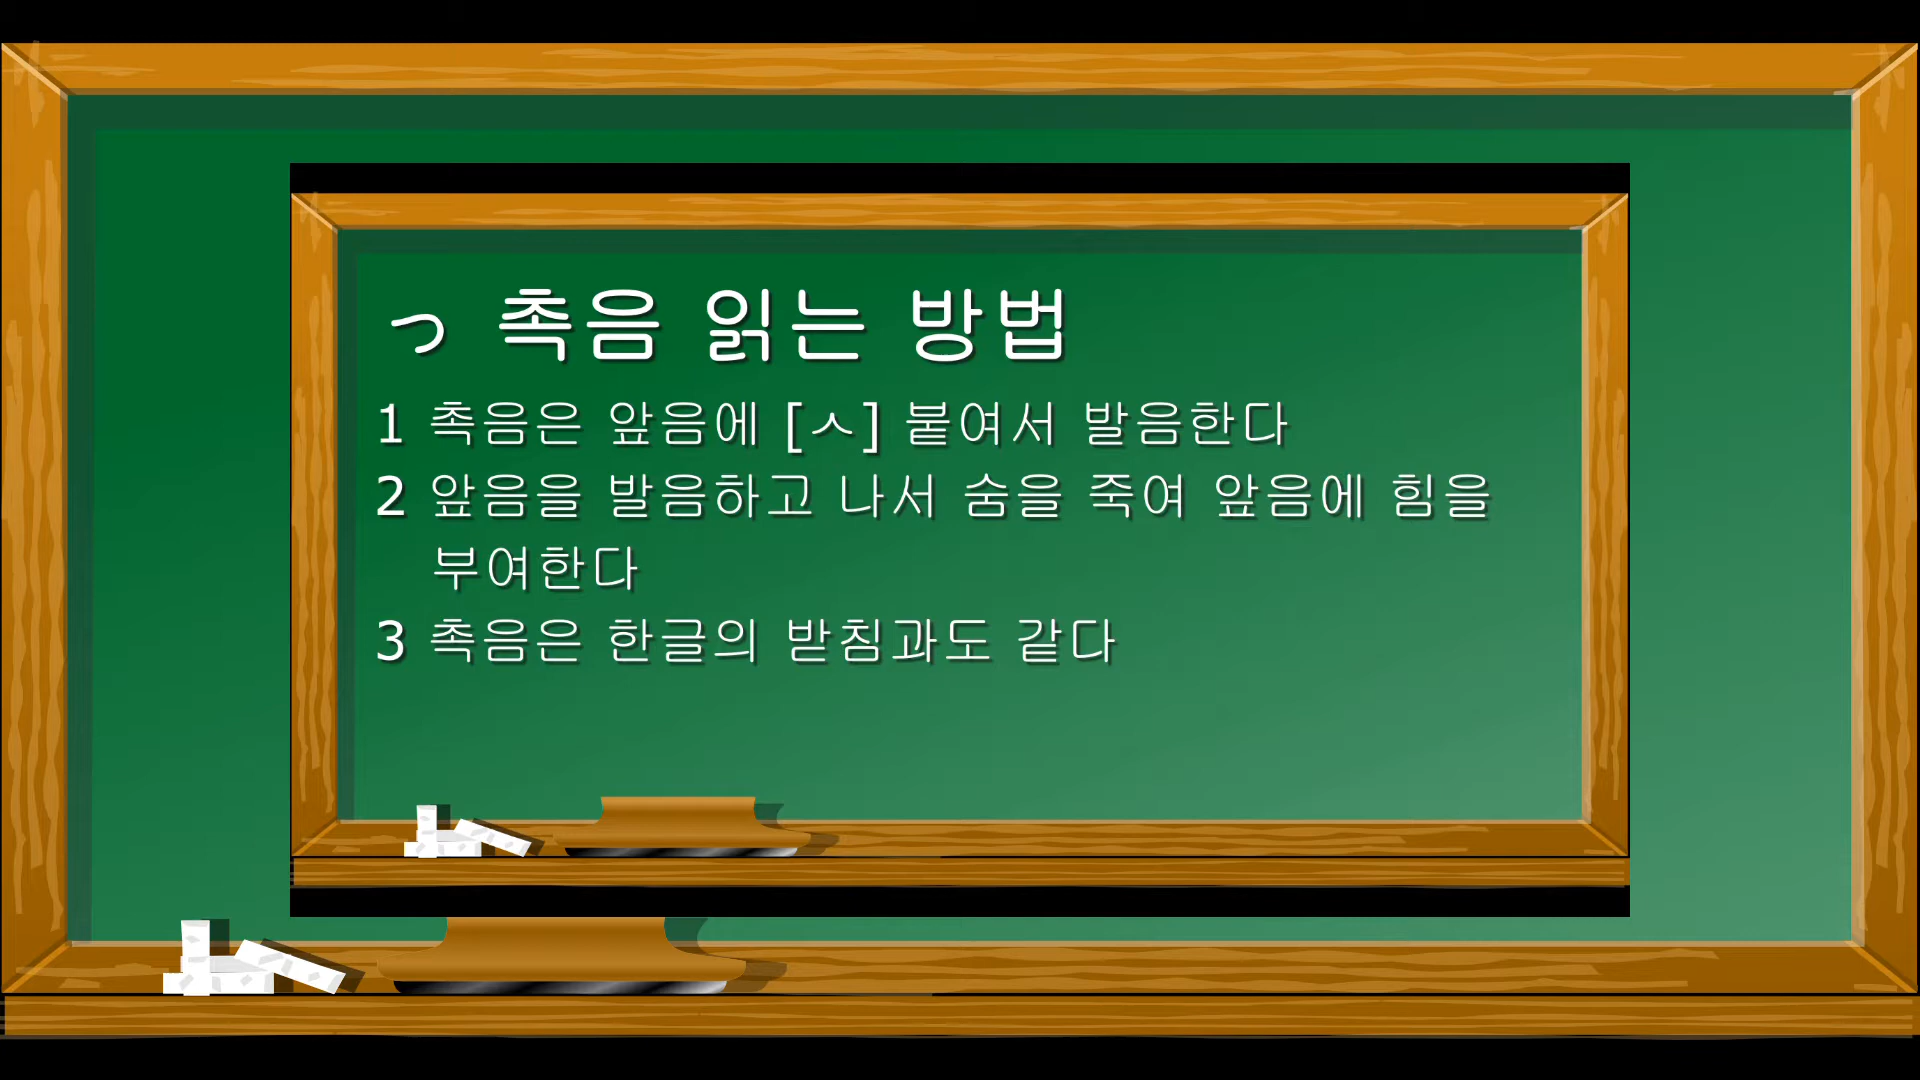 っ 촉음 읽는 방법
1 촉음은 앞음에 [ㅅ] 붙여서 발음한다
2 앞음을 발음하고 나서 숨을 죽여 앞음에 힘을
부여한다
3 촉음은 한글의 받침과도 같다